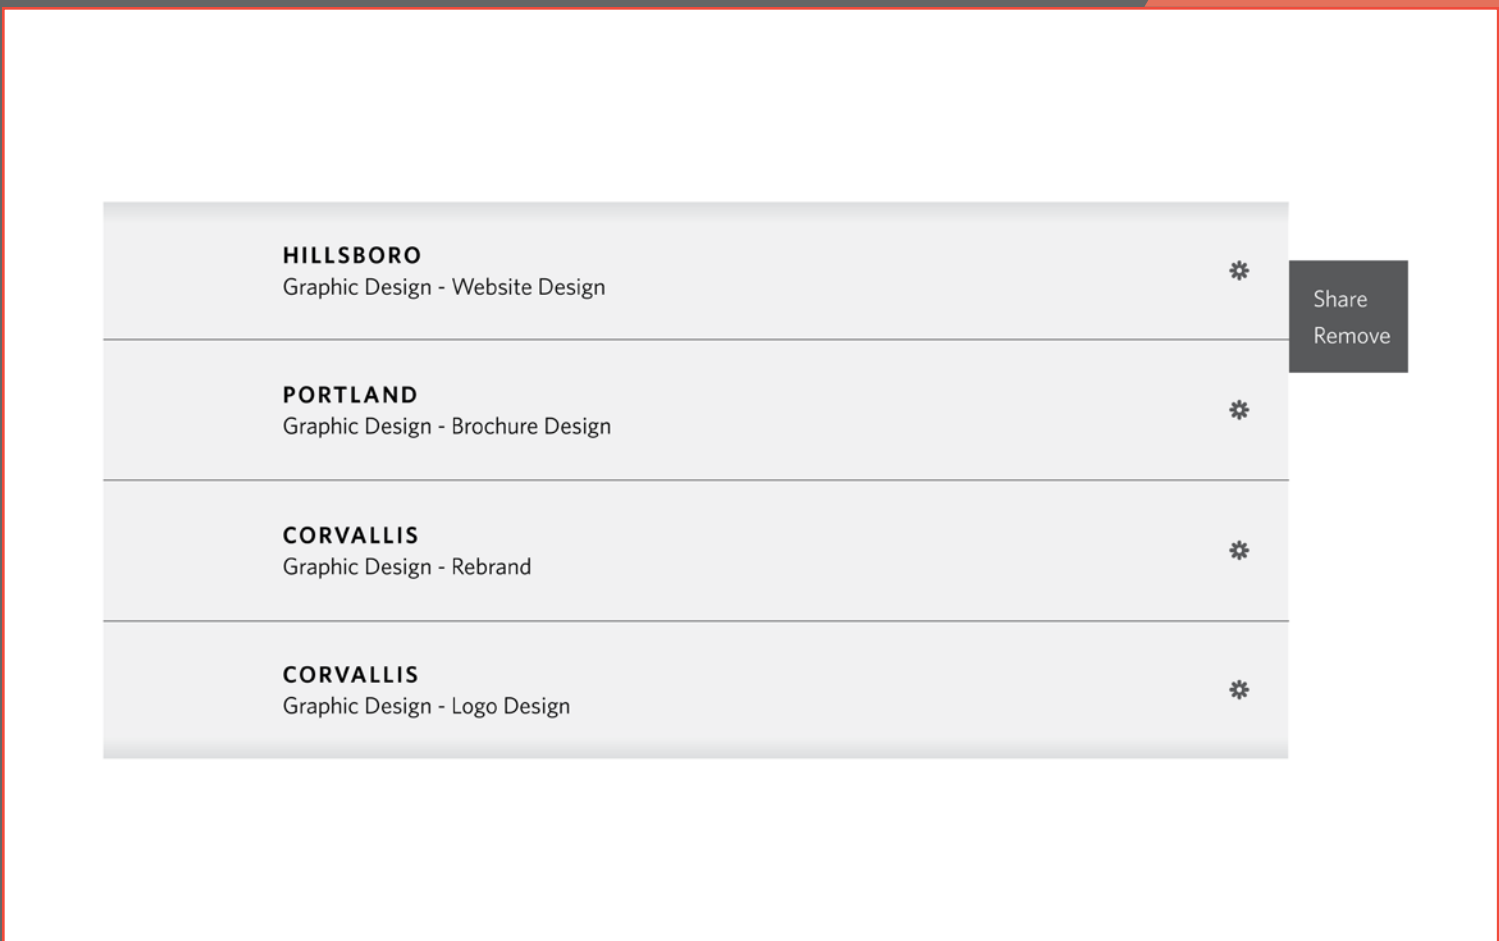 HILLSBORO
Graphic Design - Website Design
Share
Remove
PORTLAND
Graphic Design - Brochure Design
CORVALLIS
Graphic Design - Rebrand
CORVALLIS
Graphic Design - Logo Design